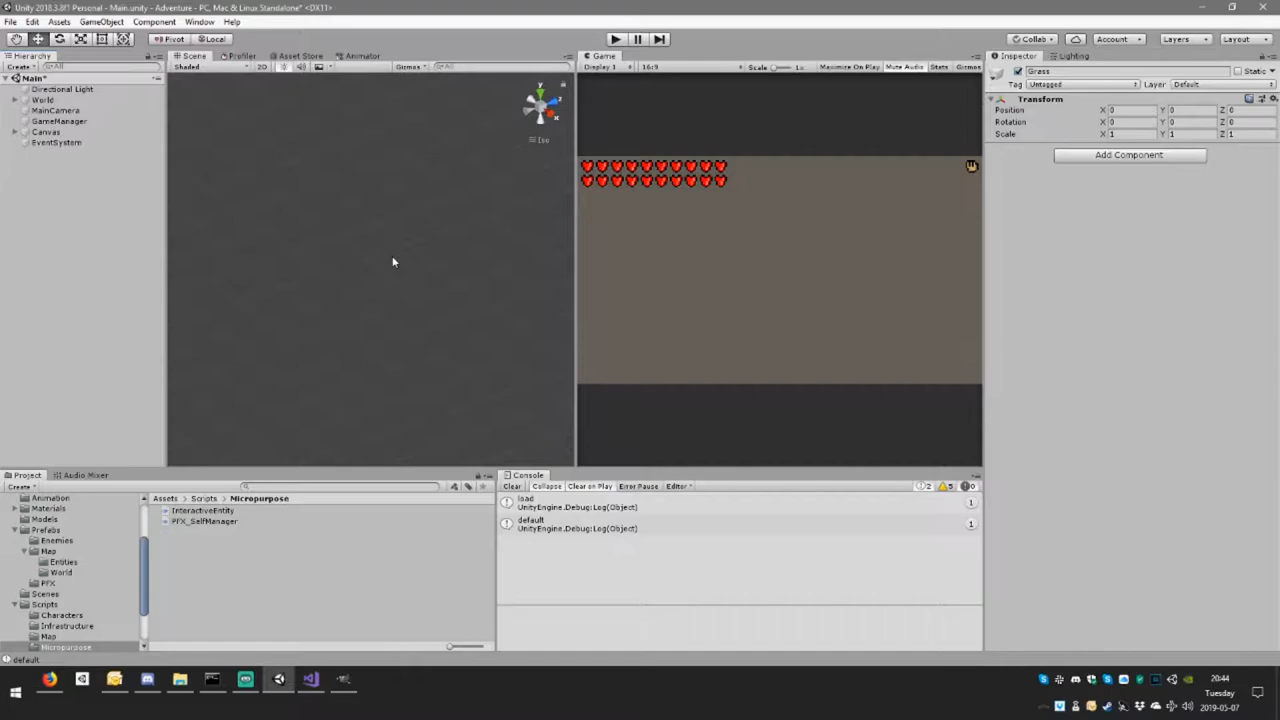 Unity 2018.3.8f1 Personal - Main.unity - Adventure - PC, Mac & Linux Standalone* <DX11>
File Edit Assets GameObject Component Window Help
Pivot Local Collab Account Layers Layout
Hierarchy Scene Profiler Asset Store Animator Game Inspector Lighting
Create All Shaded 2D Gizmos All Display 1 16:9 Scale 1x Maximize On Play Mute Audio Stats Gizmos Grass Static
Main*
Tag Untagged Layer Default
Directional Light
World
MainCamera
GameManager
Canvas
EventSystem
Transform
Position X 0 Y 0 Z 0
Rotation X 0 Y 0 Z 0
Scale X 1 Y 1 Z 1
Add Component
y
z
x
Iso
Project Audio Mixer Console
Create Clear Collapse Clear on Play Error Pause Editor 2 5 0
Animation
Materials
Models
Prefabs
Enemies
Map
Entities
World
PFX
Scenes
Scripts
Characters
Infrastructure
Map
Micropurpose
Assets Scripts Micropurpose
InteractiveEntity
PFX_SelfManager
load
UnityEngine.Debug:Log(Object)
1
default
UnityEngine.Debug:Log(Object)
1
default
20:44
Tuesday
2019-05-07